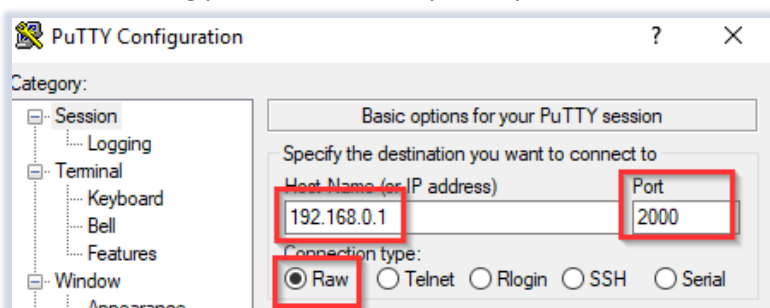 PuTTY Configuration ? X
Category:
Session
Logging
Terminal
Keyboard
Bell
Features
Window
Basic options for your PuTTY session
Specify the destination you want to connect to
Host Name (or IP address) Port
192.168.0.1 2000
Connection type:
Raw Telnet Rlogin SSH Serial